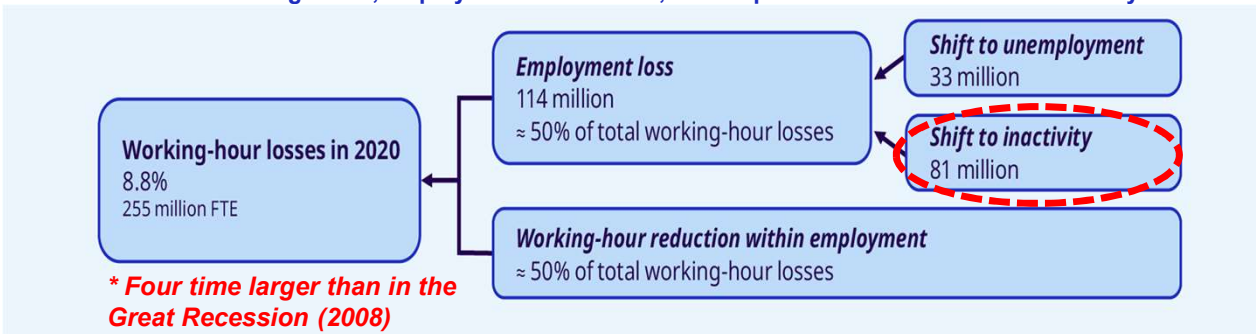 Working-hour losses in 2020
8.8%
255 million FTE
* Four time larger than in the
Great Recession (2008)
Employment loss
114 million
≈ 50% of total working-hour losses
Shift to unemployment
33 million
Shift to inactivity
81 million
Working-hour reduction within employment
≈ 50% of total working-hour losses